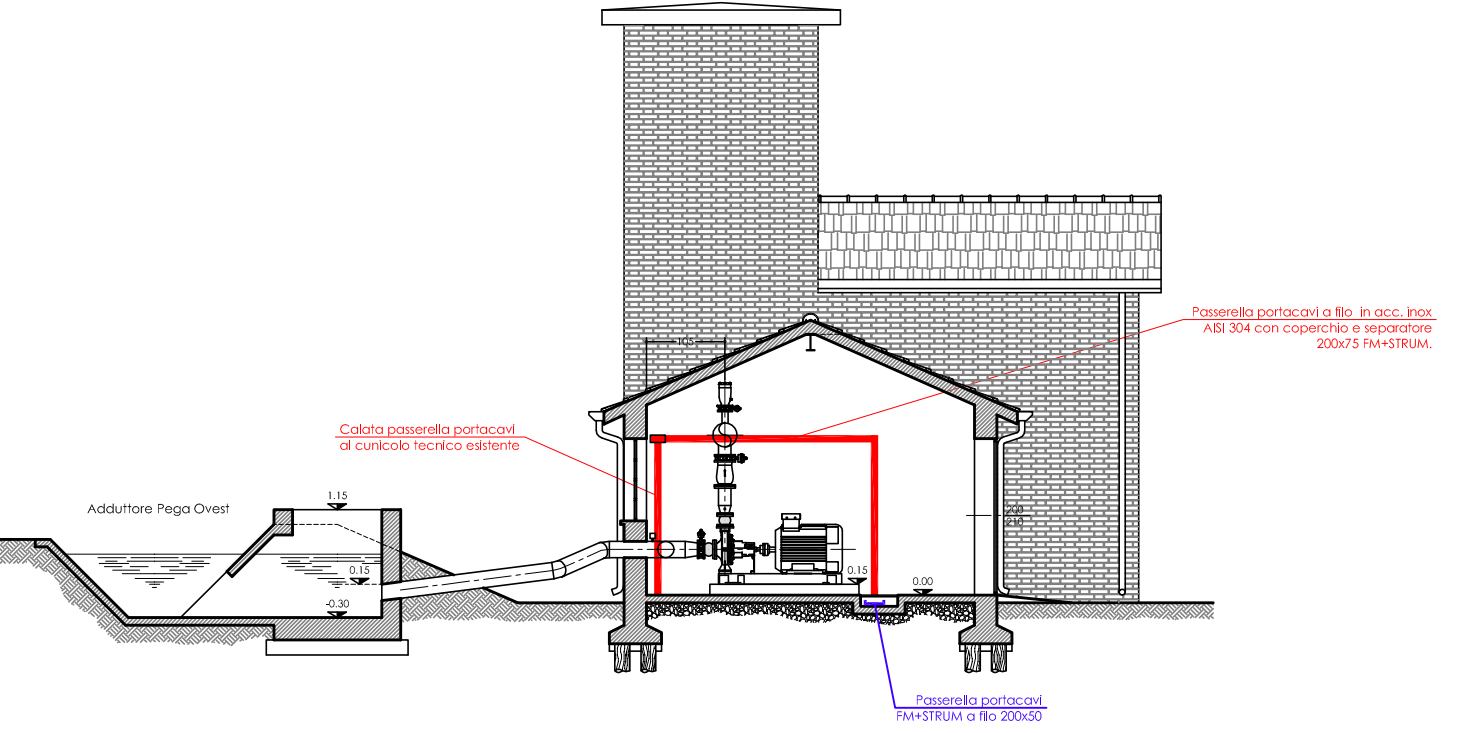 Passerella portacavi a filo in acc. inox
AISI 304 con coperchio e separatore
200x75 FM+STRUM.
105
Calata passerella portacavi
al cunicolo tecnico esistente
Adduttore Pega Ovest
1.15
200
210
0.15
0.15
0.00
-0.30
Passerella portacavi
FM+STRUM a filo 200x50